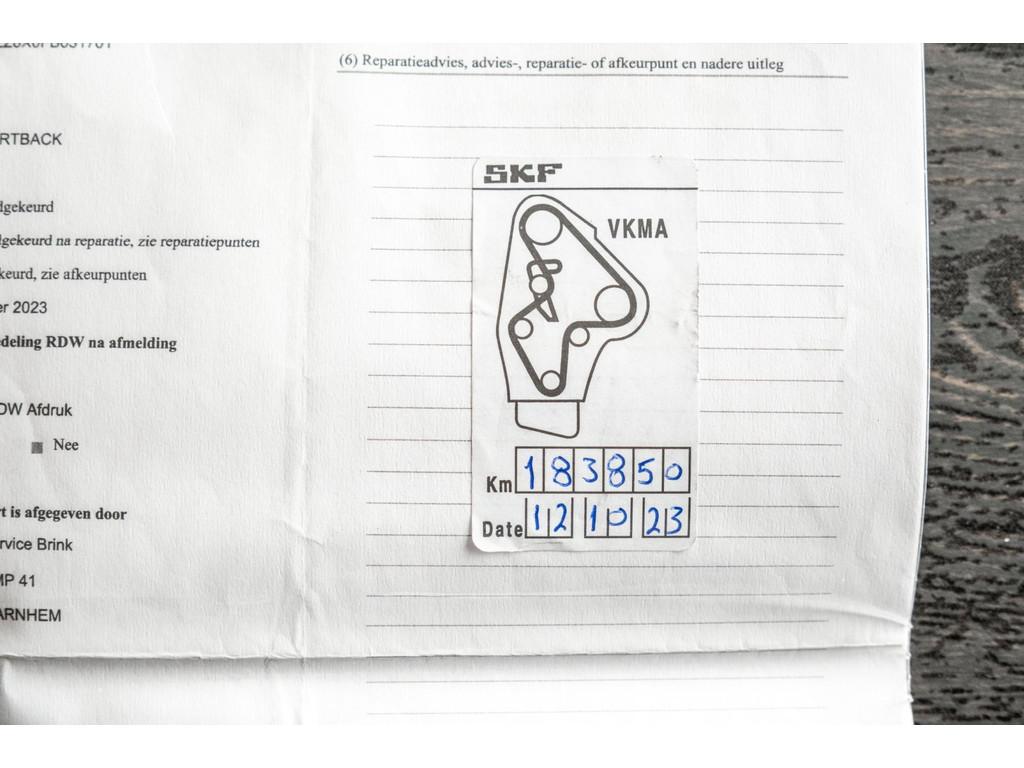 (6) Reparatieadvies, advies-, reparatie- of afkeurpunt en nadere uitleg
RTBACK
dgekeurd
lgekeurd na reparatie, zie reparatiepunten
keurd, zie afkeurpunten
er 2023
edeling RDW na afmelding
DW Afdruk
Nee
rt is afgegeven door
rvice Brink
MP 41
ARNHEM
SKF
VKMA
Km 183850
Date 12 10 23